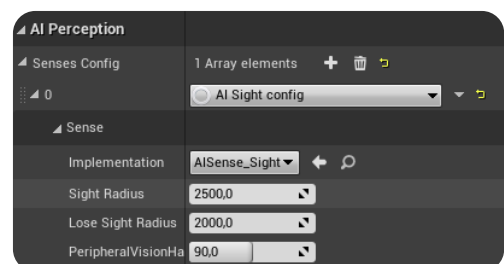 AI Perception
Senses Config 1 Array elements
0 AI Sight config
Sense
Implementation AISense_Sight
Sight Radius 2500,0
Lose Sight Radius 2000,0
PeripheralVisionHa 90,0